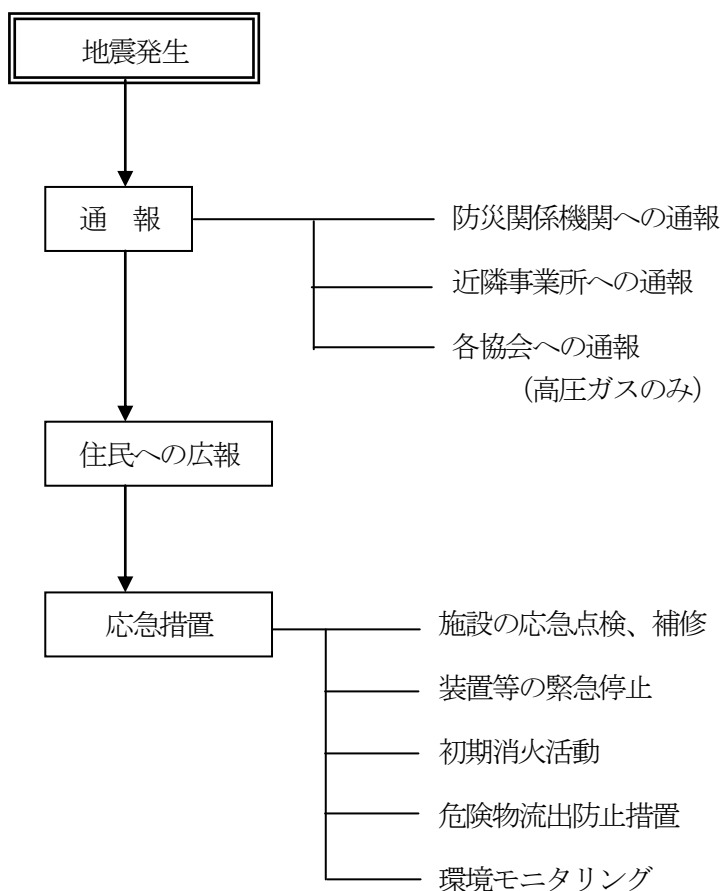 地震発生
通　報
防災関係機関への通報
近隣事業所への通報
各協会への通報
（高圧ガスのみ）
住民への広報
応急措置
施設の応急点検、補修
装置等の緊急停止
初期消火活動
危険物流出防止措置
環境モニタリング